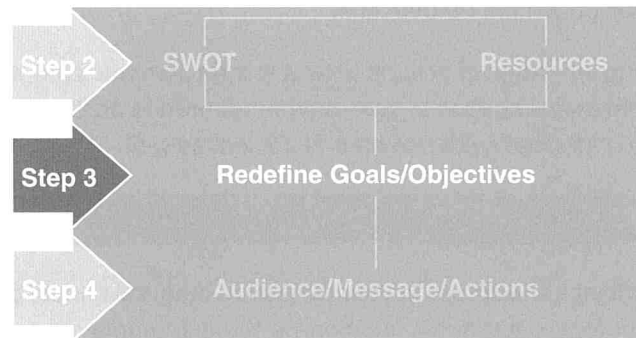 Step 2 SWOT Resources
Step 3 Redefine Goals/Objectives
Step 4 Audience/Message/Actions